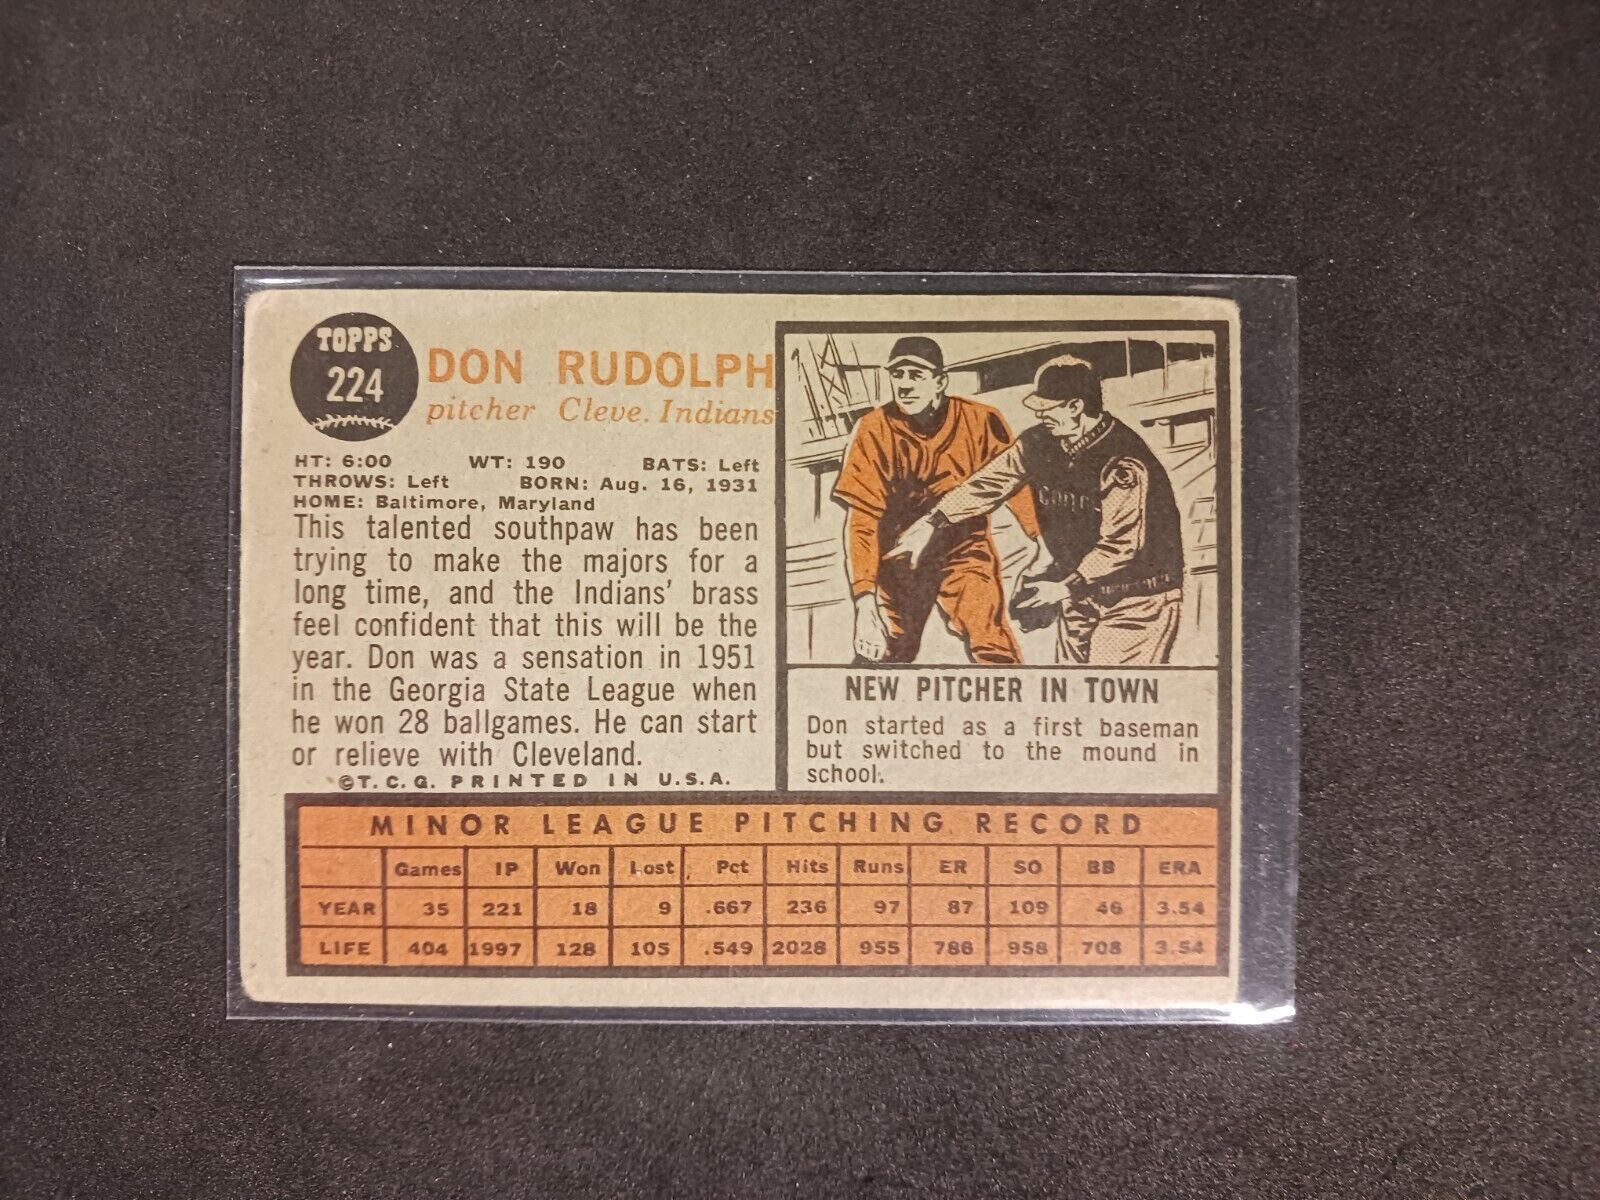 TOPPS
224
DON RUDOLPH
pitcher Cleve. Indians
HT: 6:00 WT: 190 BATS: Left
THROWS: Left BORN: Aug. 16, 1931
HOME: Baltimore, Maryland
This talented southpaw has been
trying to make the majors for a
long time, and the Indians' brass
feel confident that this will be the
year. Don was a sensation in 1951
in the Georgia State League when
he won 28 ballgames. He can start
or relieve with Cleveland.
©T.C.G. PRINTED IN U.S.A.
NEW PITCHER IN TOWN
Don started as a first baseman
but switched to the mound in
school.
MINOR LEAGUE PITCHING RECORD
Games IP Won Lost Pct Hits Runs ER SO BB ERA
YEAR 35 221 18 9 .667 236 97 87 109 46 3.54
LIFE 404 1997 128 105 .549 2028 955 786 958 708 3.54